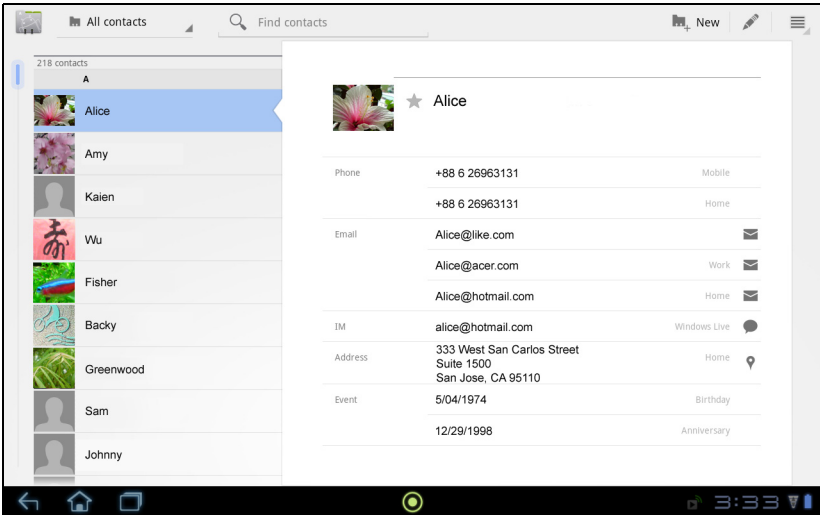 All contacts
Find contacts
New
218 contacts
A
Alice
Amy
Kaien
Wu
Fisher
Backy
Greenwood
Sam
Johnny
Alice
Phone
+88 6 26963131
Mobile
+88 6 26963131
Home
Email
Alice@like.com
Alice@acer.com
Work
Alice@hotmail.com
Home
IM
alice@hotmail.com
Windows Live
Address
333 West San Carlos Street
Suite 1500
San Jose, CA 95110
Home
Event
5/04/1974
Birthday
12/29/1998
Anniversary
3:33